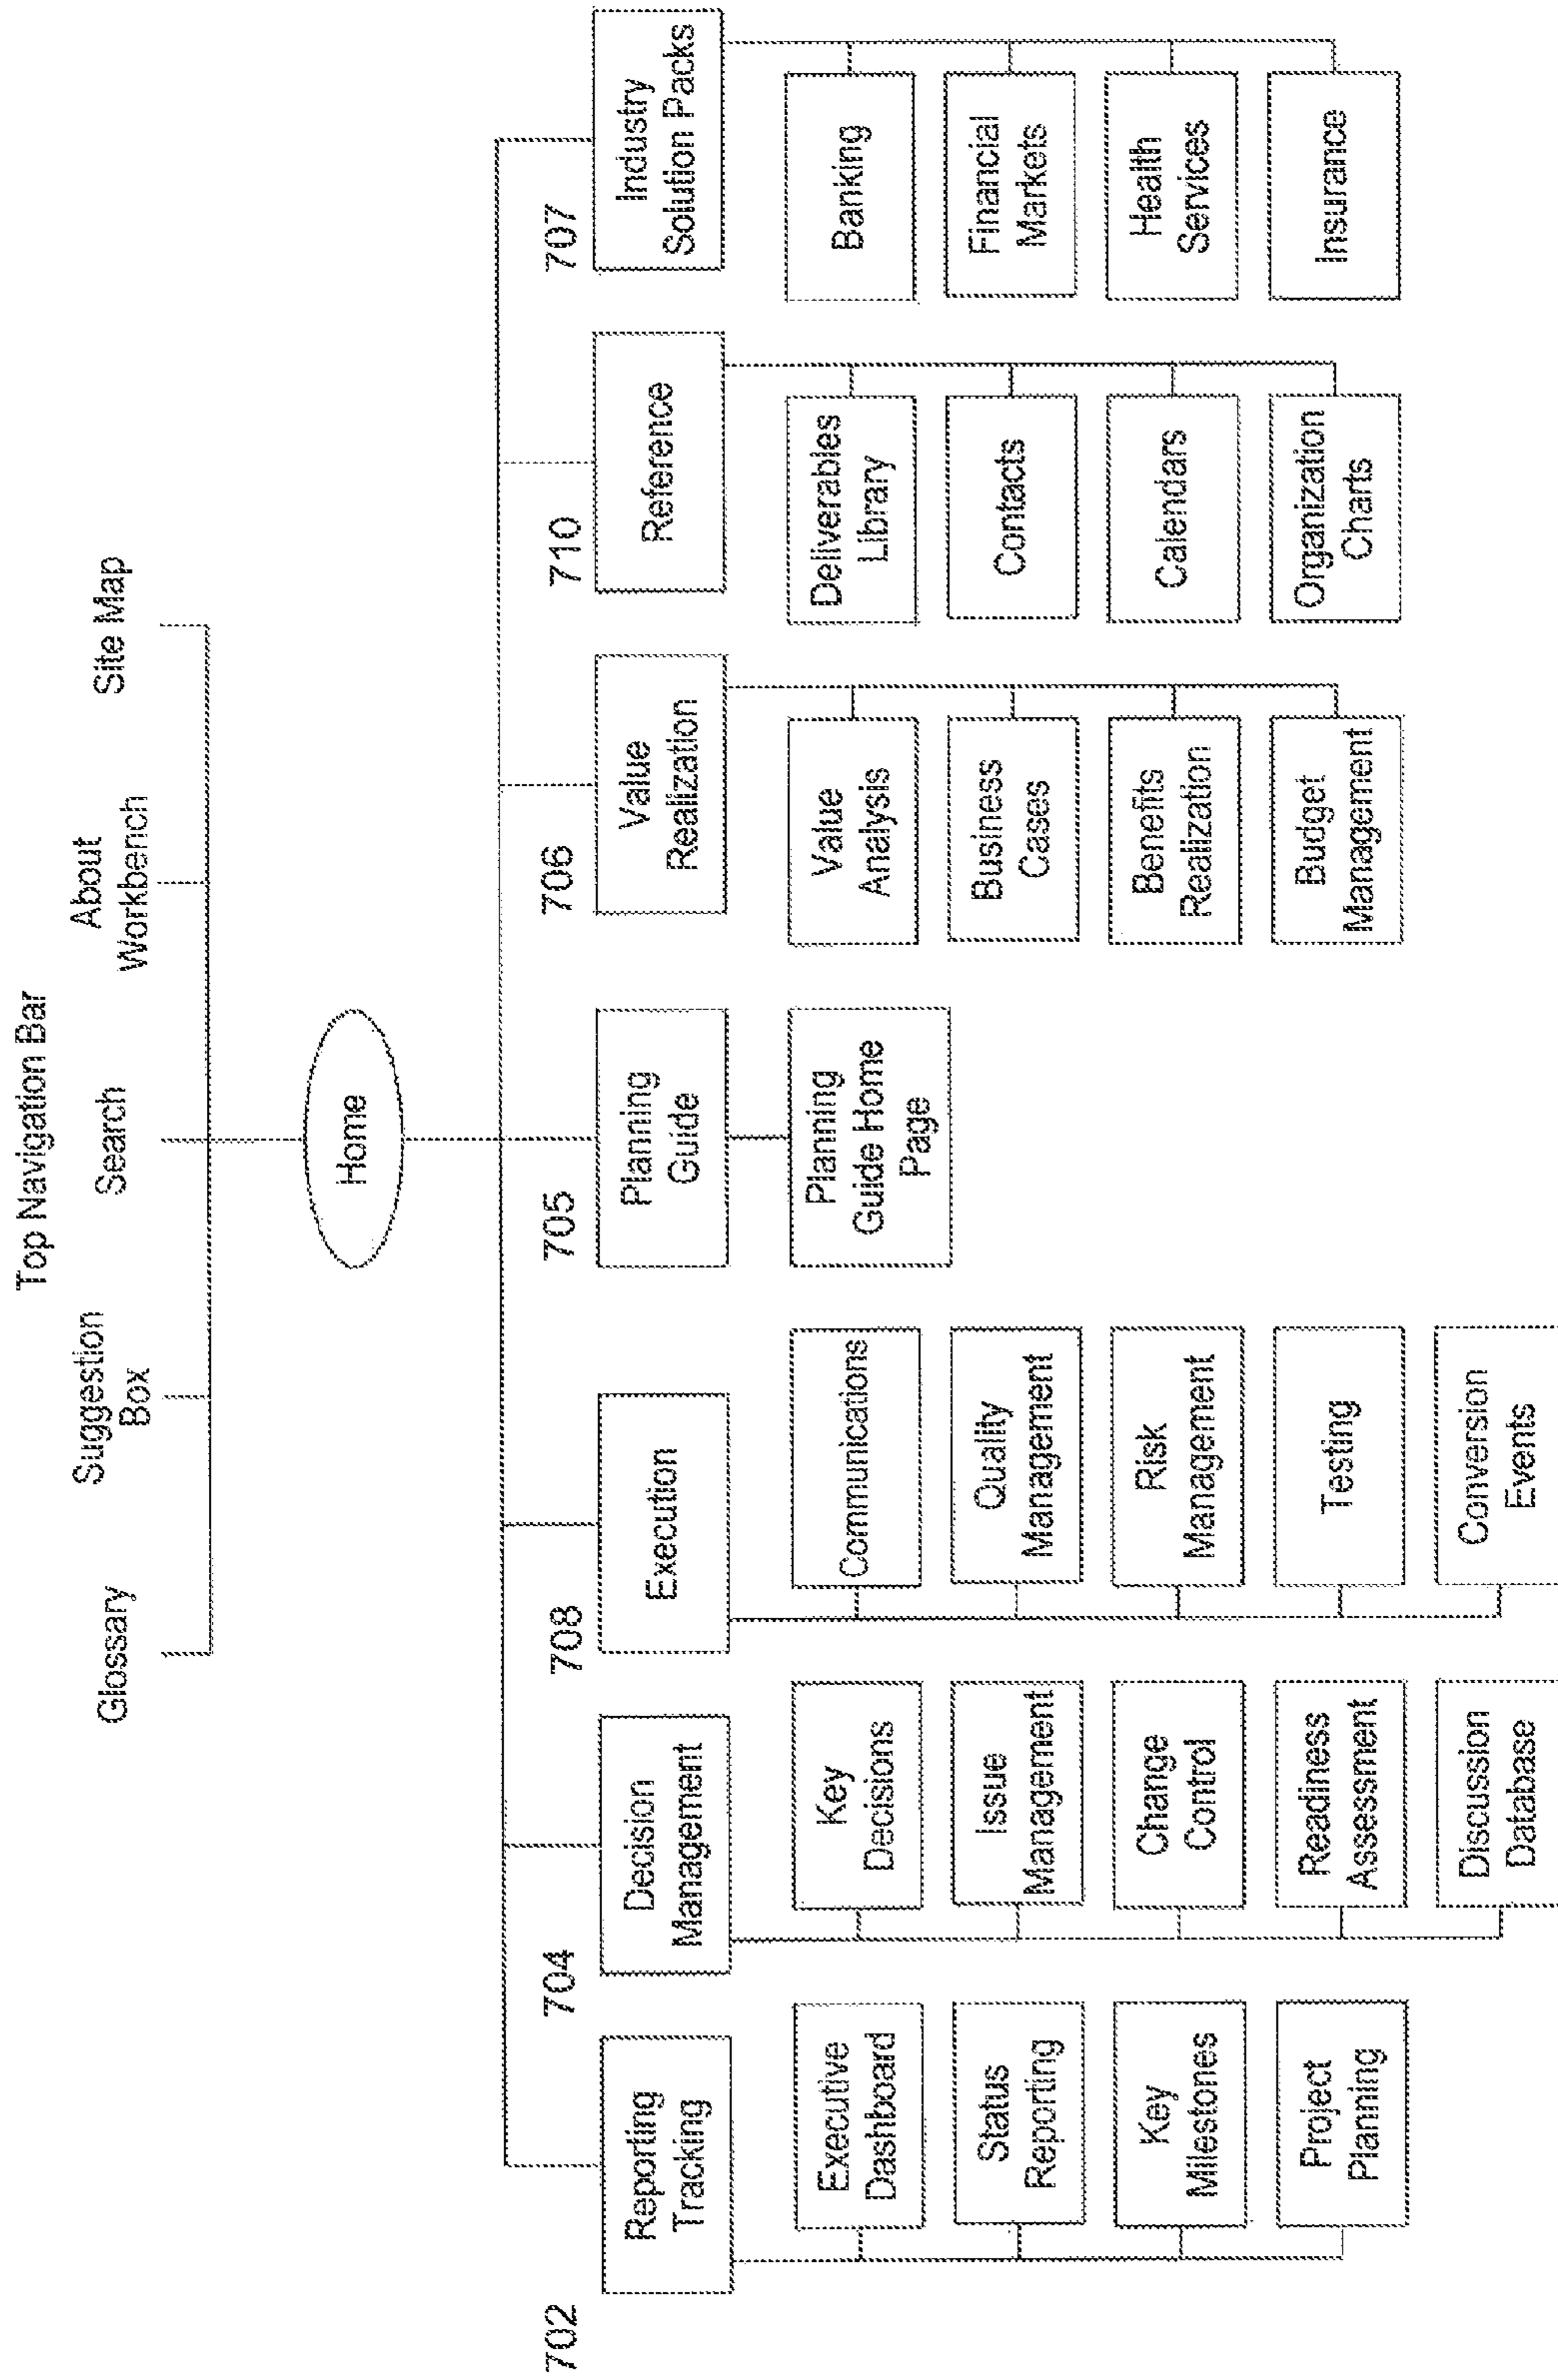 Top Navigation Bar
Glossary
Suggestion
Box
Search
About
Workbench
Site Map
Home
702
Reporting
Tracking
Executive
Dashboard
Status
Reporting
Key
Milestones
Project
Planning
704
Decision
Management
Key
Decisions
Issue
Management
Change
Control
Readiness
Assessment
Discussion
Database
708
Execution
Communications
Quality
Management
Risk
Management
Testing
Conversion
Events
705
Planning
Guide
Planning
Guide Home
Page
706
Value
Realization
Value
Analysis
Business
Cases
Benefits
Realization
Budget
Management
710
Reference
Deliverables
Library
Contacts
Calendars
Organization
Charts
707
Industry
Solution Packs
Banking
Financial
Markets
Health
Services
Insurance